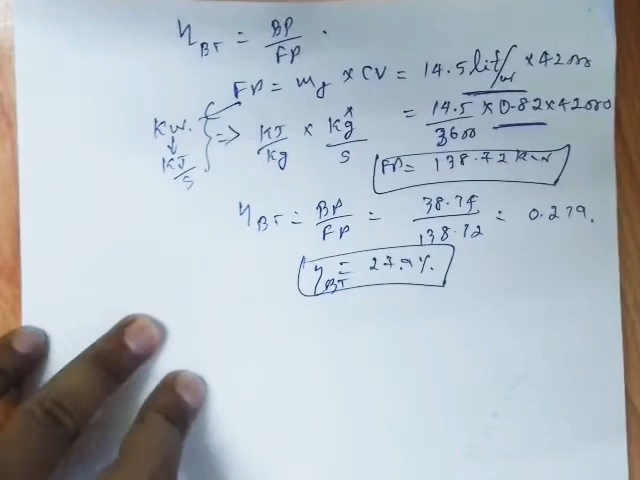 η_BT = BP/FP .
FP = m_f × CV = 14.5 lit/hr × 42000
Kw. ↓ KJ/s } => KJ/kg × kg/s = 14.5/3600 × 0.82 × 42000
FP = 138.72 Kw
η_BT = BP/FP = 38.75/138.72 = 0.279.
η_BT = 27.9%.